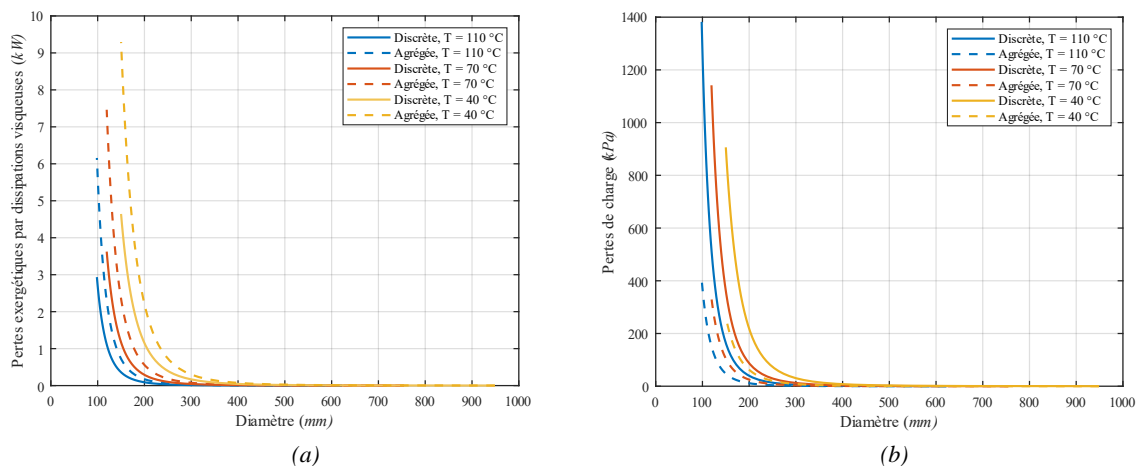 Pertes exergétiques par dissipations visqueuses (kW)
10
9
8
7
6
5
4
3
2
1
0
0 100 200 300 400 500 600 700 800 900 1000
Diamètre (mm)
Discrète, T = 110 °C
Agrégée, T = 110 °C
Discrète, T = 70 °C
Agrégée, T = 70 °C
Discrète, T = 40 °C
Agrégée, T = 40 °C
(a)
Pertes de charge (kPa)
1400
1200
1000
800
600
400
200
0
0 100 200 300 400 500 600 700 800 900 1000
Diamètre (mm)
Discrète, T = 110 °C
Agrégée, T = 110 °C
Discrète, T = 70 °C
Agrégée, T = 70 °C
Discrète, T = 40 °C
Agrégée, T = 40 °C
(b)